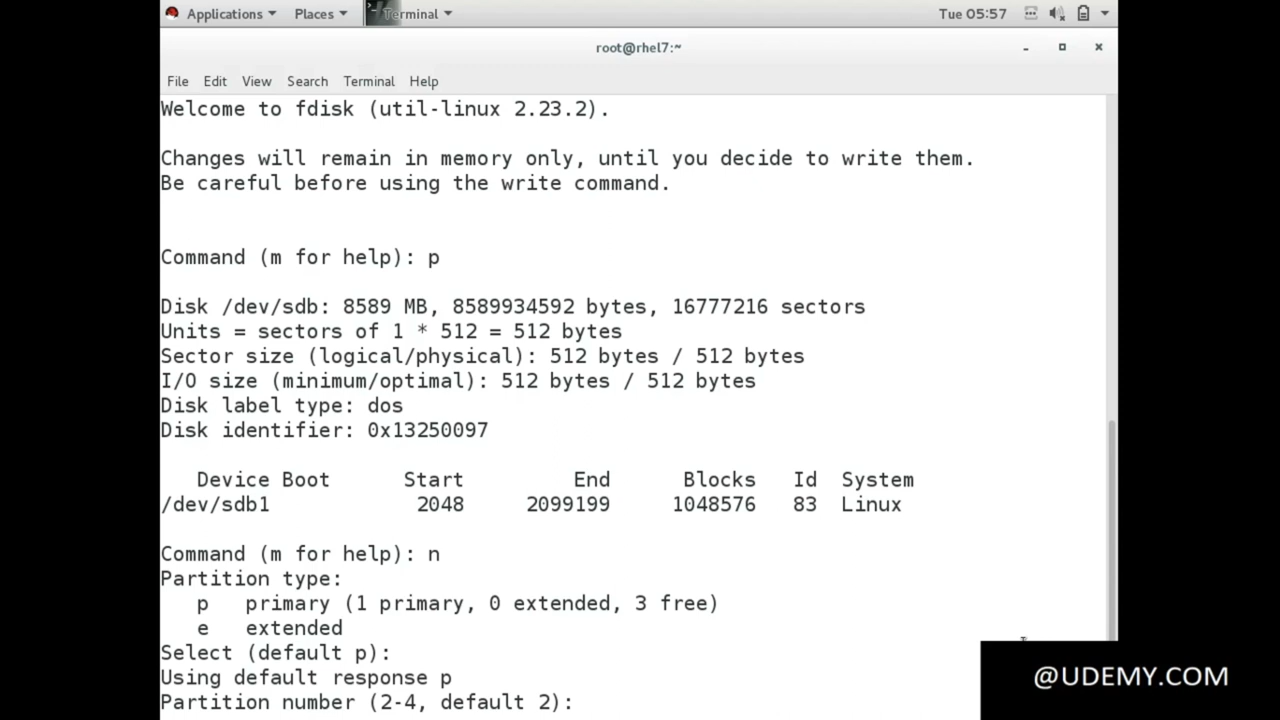 Applications Places Terminal Tue 05:57
root@rhel7:~
File Edit View Search Terminal Help
Welcome to fdisk (util-linux 2.23.2).
Changes will remain in memory only, until you decide to write them.
Be careful before using the write command.
Command (m for help): p
Disk /dev/sdb: 8589 MB, 8589934592 bytes, 16777216 sectors
Units = sectors of 1 * 512 = 512 bytes
Sector size (logical/physical): 512 bytes / 512 bytes
I/O size (minimum/optimal): 512 bytes / 512 bytes
Disk label type: dos
Disk identifier: 0x13250097
Device Boot Start End Blocks Id System
/dev/sdb1 2048 2099199 1048576 83 Linux
Command (m for help): n
Partition type:
p primary (1 primary, 0 extended, 3 free)
e extended
Select (default p):
Using default response p
Partition number (2-4, default 2):
@UDEMY.COM